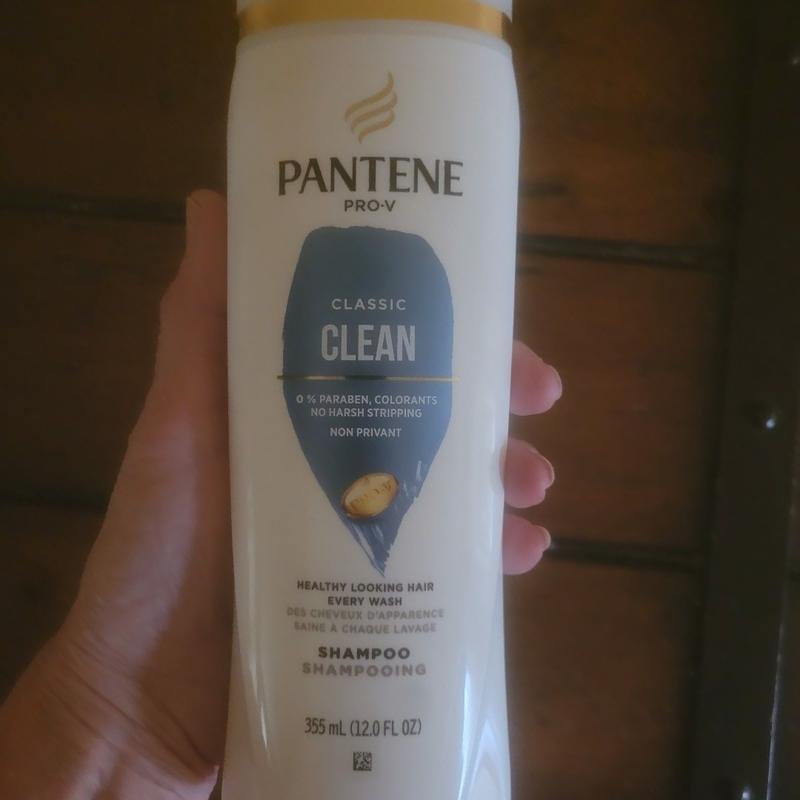 PANTENE
PRO-V
CLASSIC
CLEAN
0 % PARABEN, COLORANTS
NO HARSH STRIPPING
NON PRIVANT
HEALTHY LOOKING HAIR
EVERY WASH
DES CHEVEUX D'APPARENCE
SAINE À CHAQUE LAVAGE
SHAMPOO
SHAMPOOING
355 mL (12.0 FL OZ)